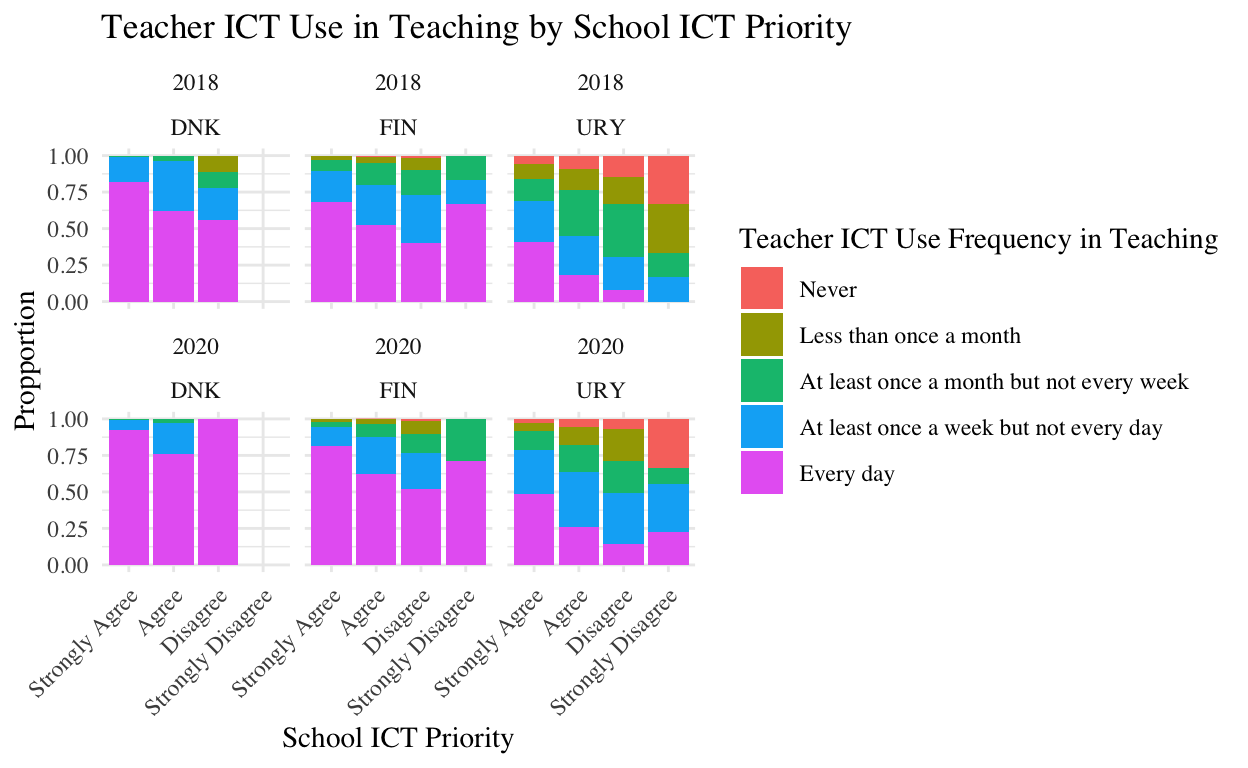 Teacher ICT Use in Teaching by School ICT Priority
2018 2018 2018
DNK FIN URY
1.00
0.75
0.50
0.25
0.00
2020 2020 2020
DNK FIN URY
1.00
0.75
0.50
0.25
0.00
Propportion
Strongly Agree
Agree
Disagree
Strongly Disagree
Strongly Agree
Agree
Disagree
Strongly Disagree
Strongly Agree
Agree
Disagree
Strongly Disagree
School ICT Priority
Teacher ICT Use Frequency in Teaching
Never
Less than once a month
At least once a month but not every week
At least once a week but not every day
Every day